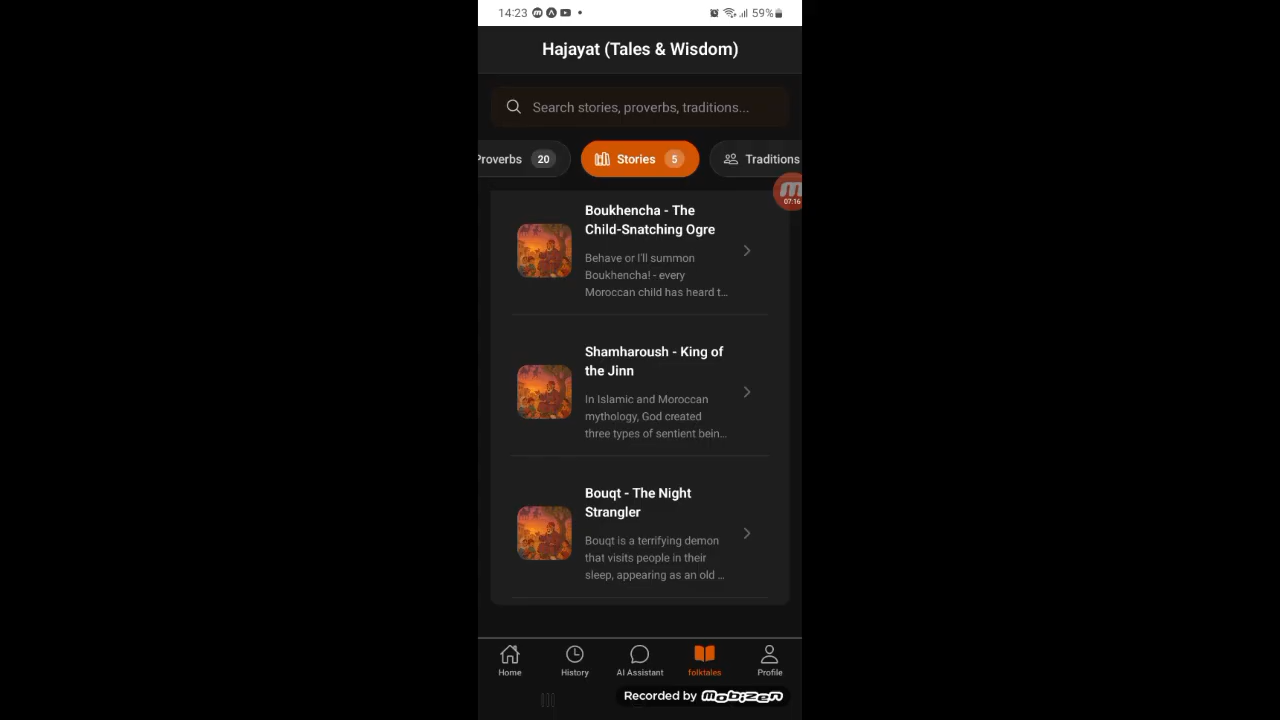 14:23 59%
Hajayat (Tales & Wisdom)
Search stories, proverbs, traditions...
Proverbs 20 Stories 5 Traditions
07:16
Boukhencha - The
Child-Snatching Ogre
Behave or I'll summon
Boukhencha! - every
Moroccan child has heard t...
Shamharoush - King of
the Jinn
In Islamic and Moroccan
mythology, God created
three types of sentient bein...
Bouqt - The Night
Strangler
Bouqt is a terrifying demon
that visits people in their
sleep, appearing as an old ...
Home History AI Assistant folktales Profile
Recorded by mobizen